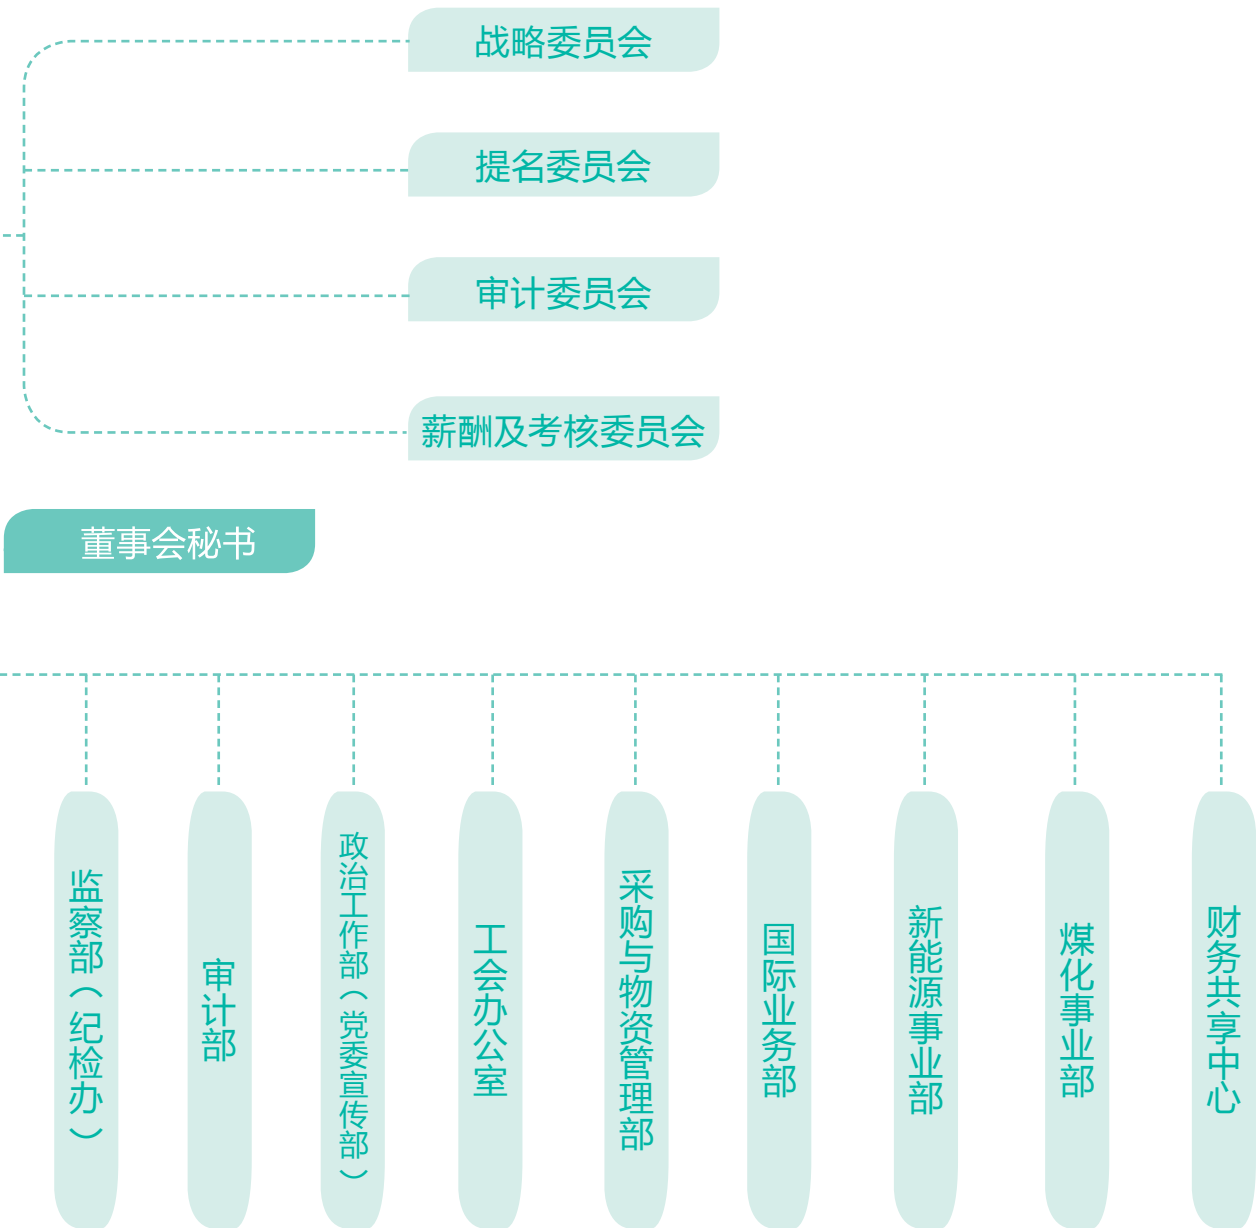 战略委员会
提名委员会
审计委员会
薪酬及考核委员会
董事会秘书
监察部（纪检办）
审计部
政治工作部（党委宣传部）
工会办公室
采购与物资管理部
国际业务部
新能源事业部
煤化事业部
财务共享中心